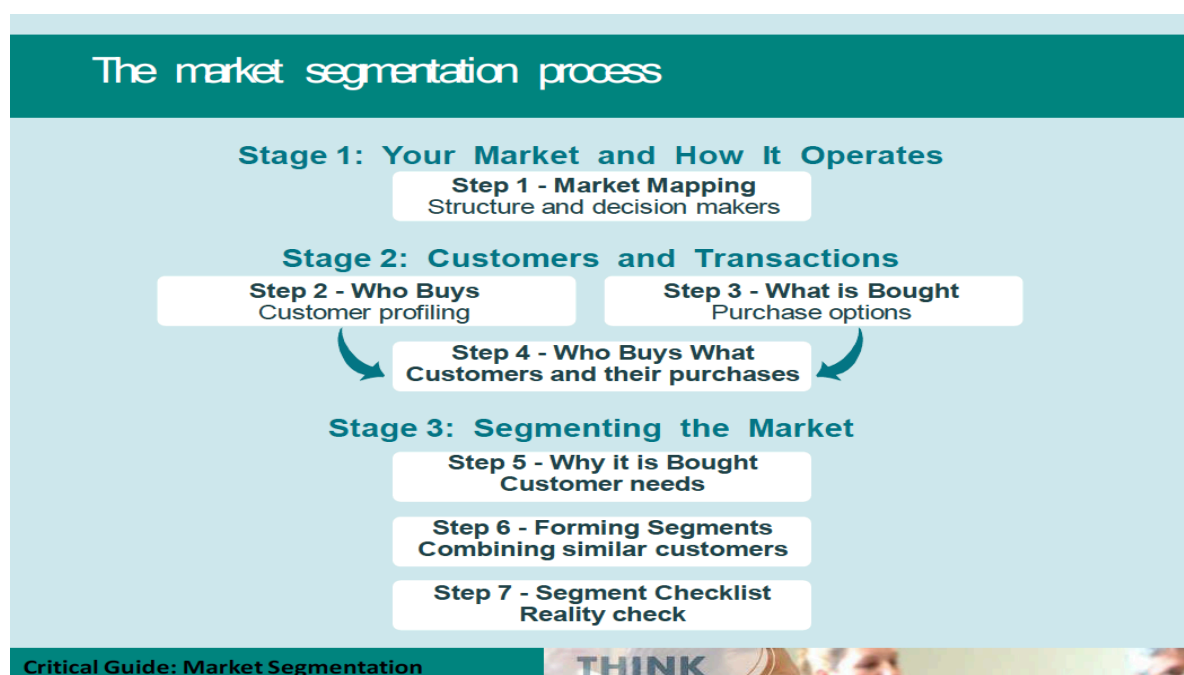 The market segmentation process
Stage 1: Your Market and How It Operates
Step 1 - Market Mapping
Structure and decision makers
Stage 2: Customers and Transactions
Step 2 - Who Buys
Customer profiling
Step 3 - What is Bought
Purchase options
Step 4 - Who Buys What
Customers and their purchases
Stage 3: Segmenting the Market
Step 5 - Why it is Bought
Customer needs
Step 6 - Forming Segments
Combining similar customers
Step 7 - Segment Checklist
Reality check
Critical Guide: Market Segmentation
THINK